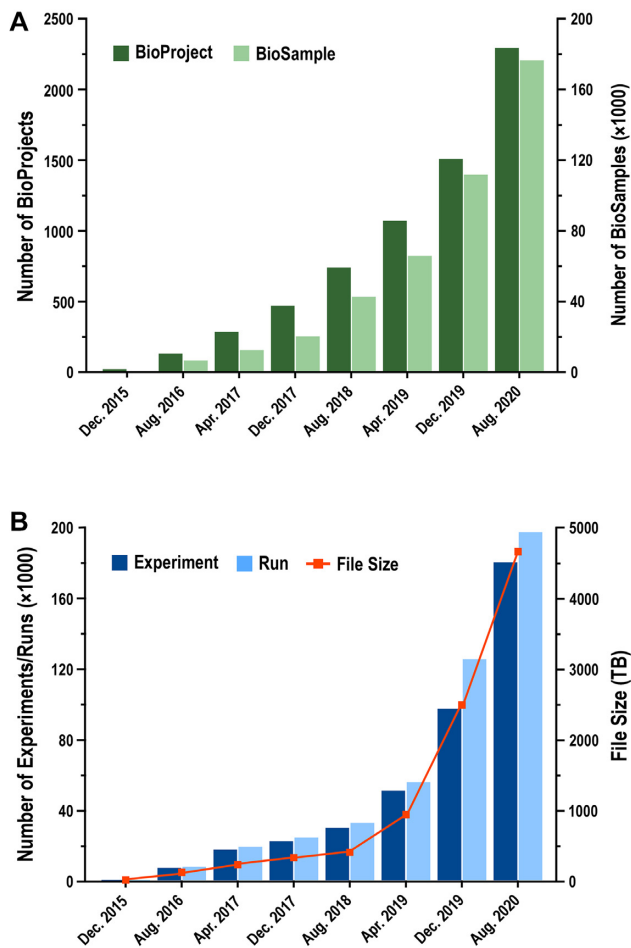 A
BioProject
BioSample
Number of BioProjects
2500
2000
1500
1000
500
0
Number of BioSamples (×1000)
200
160
120
80
40
0
Dec. 2015
Aug. 2016
Apr. 2017
Dec. 2017
Aug. 2018
Apr. 2019
Dec. 2019
Aug. 2020
B
Experiment
Run
File Size
Number of Experiments/Runs (×1000)
200
160
120
80
40
0
File Size (TB)
5000
4000
3000
2000
1000
0
Dec. 2015
Aug. 2016
Apr. 2017
Dec. 2017
Aug. 2018
Apr. 2019
Dec. 2019
Aug. 2020